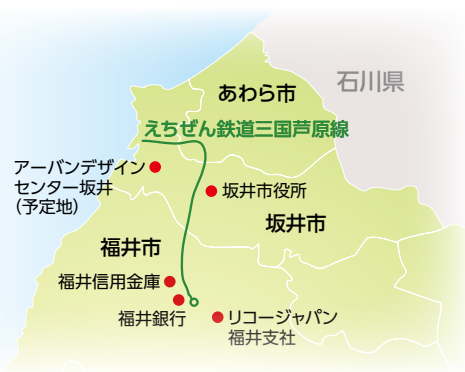 あわら市
石川県
えちぜん鉄道三国芦原線
アーバンデザイン
センター坂井
（予定地）
坂井市役所
坂井市
福井市
福井信用金庫
福井銀行
リコージャパン
福井支社